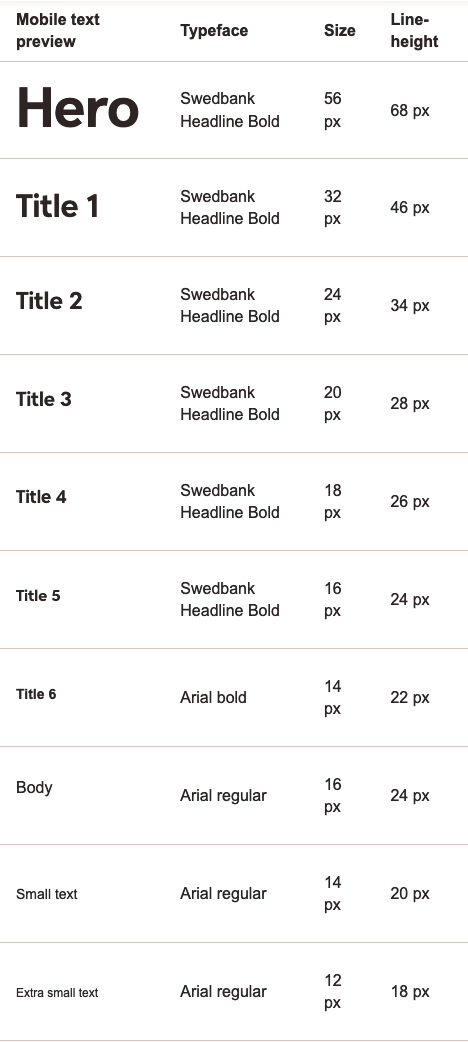 Mobile text preview Typeface Size Line-height
Hero Swedbank Headline Bold 56 px 68 px
Title 1 Swedbank Headline Bold 32 px 46 px
Title 2 Swedbank Headline Bold 24 px 34 px
Title 3 Swedbank Headline Bold 20 px 28 px
Title 4 Swedbank Headline Bold 18 px 26 px
Title 5 Swedbank Headline Bold 16 px 24 px
Title 6 Arial bold 14 px 22 px
Body Arial regular 16 px 24 px
Small text Arial regular 14 px 20 px
Extra small text Arial regular 12 px 18 px